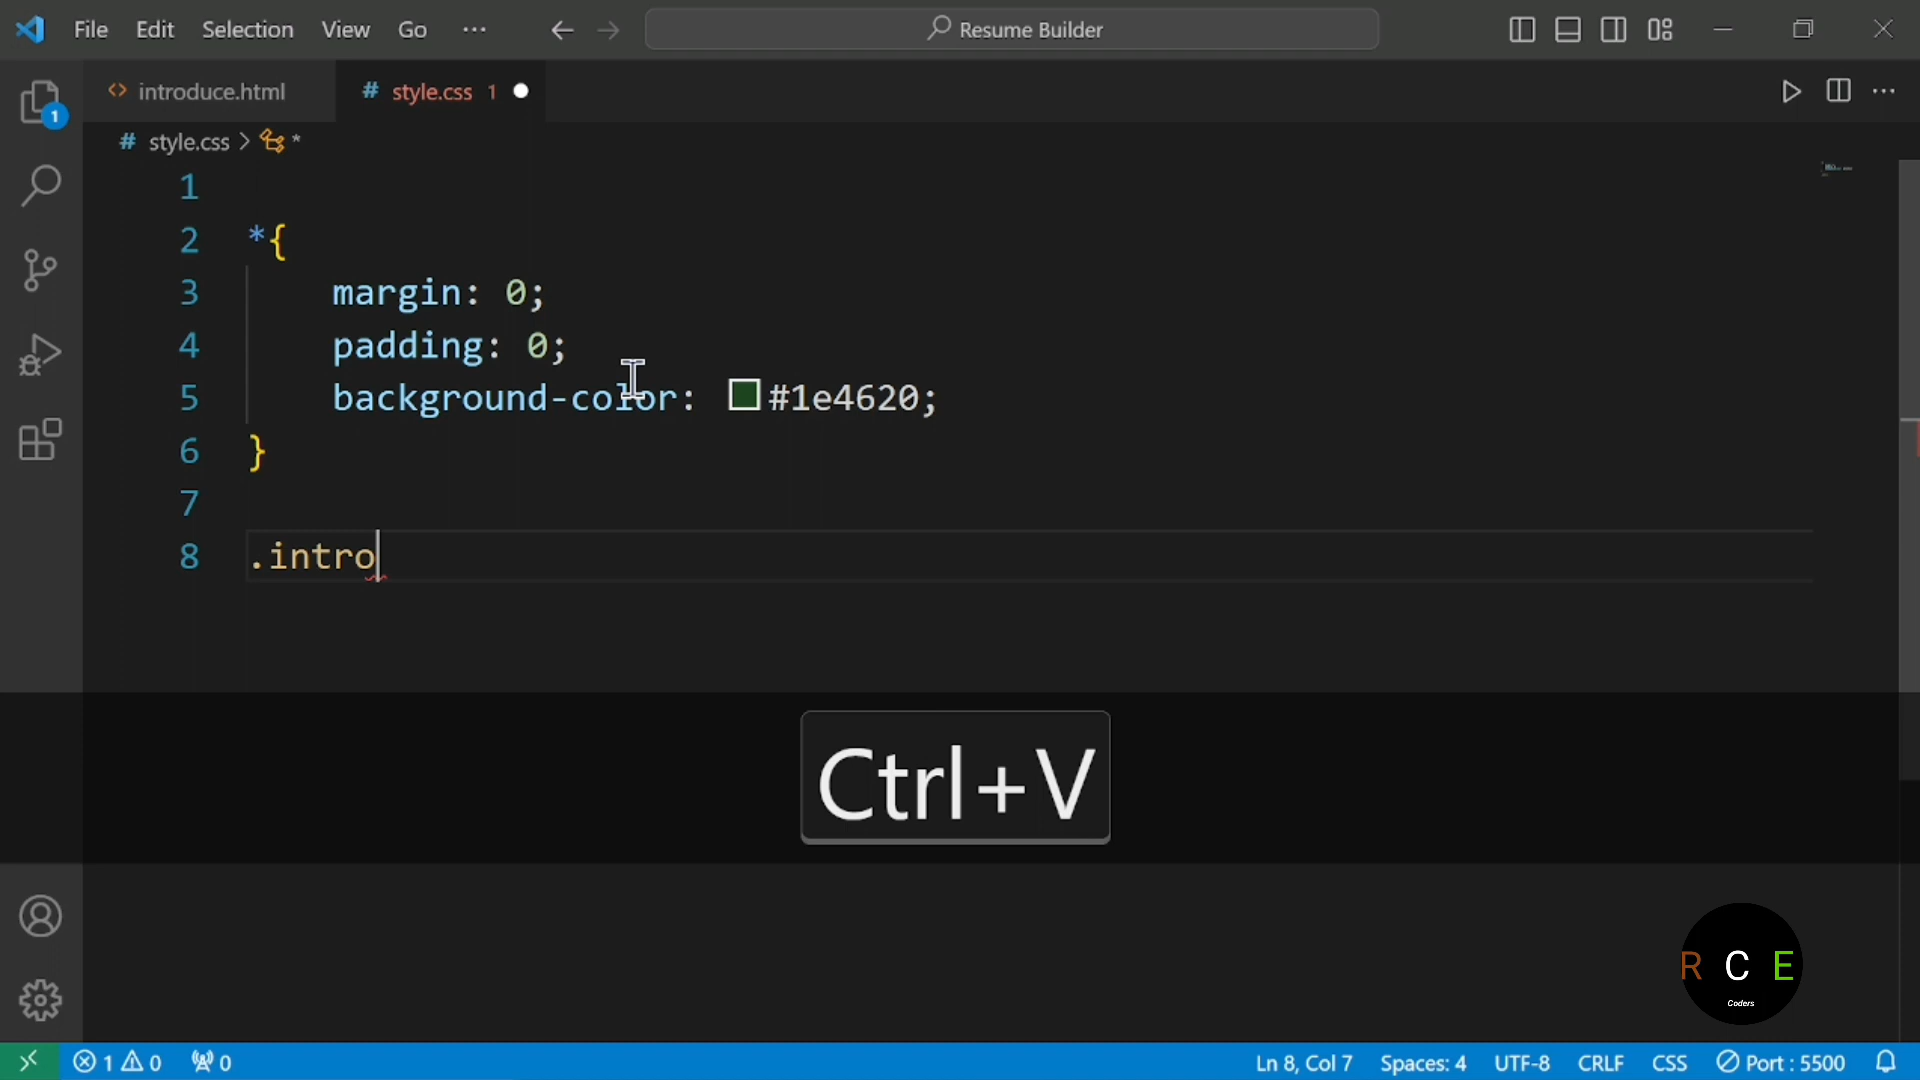 File Edit Selection View Go ... Resume Builder
introduce.html # style.css 1
# style.css > *
1
2 *{
3 margin: 0;
4 padding: 0;
5 background-color: #1e4620;
6 }
7
8 .intro
Ctrl+V
R C E
Coders
1 0 0 Ln 8, Col 7 Spaces: 4 UTF-8 CRLF CSS Port : 5500
1